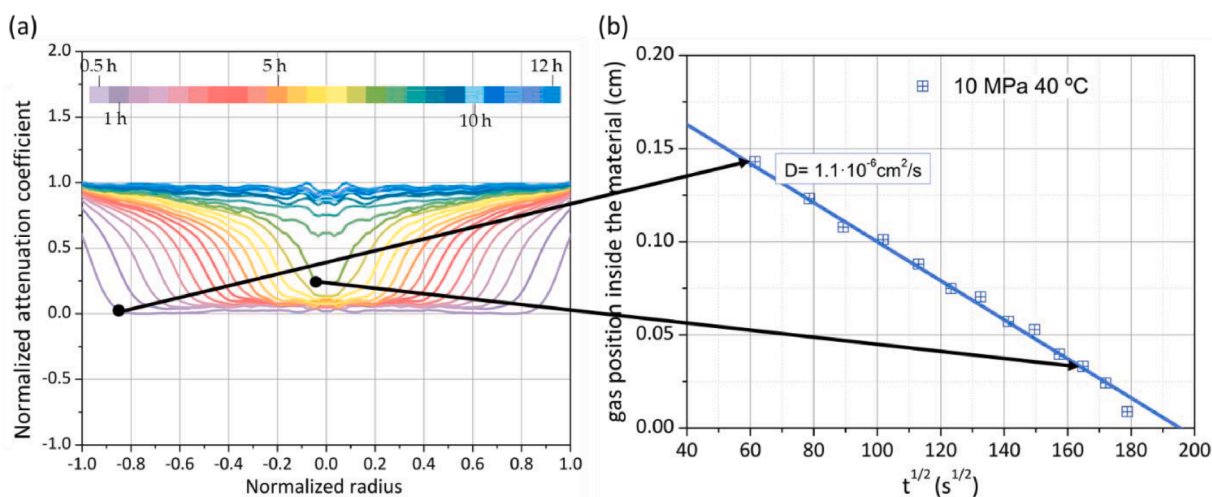 (a)
2.0
1.5
1.0
0.5
0.0
-0.5
-1.0
Normalized attenuation coefficient
0.5 h
5 h
12 h
1 h
10 h
-1.0 -0.8 -0.6 -0.4 -0.2 0.0 0.2 0.4 0.6 0.8 1.0
Normalized radius
(b)
0.20
0.15
0.10
0.05
0.00
gas position inside the material (cm)
10 MPa 40 ºC
D= 1.1·10⁻⁶cm²/s
40 60 80 100 120 140 160 180 200
t^1/2 (s^1/2)